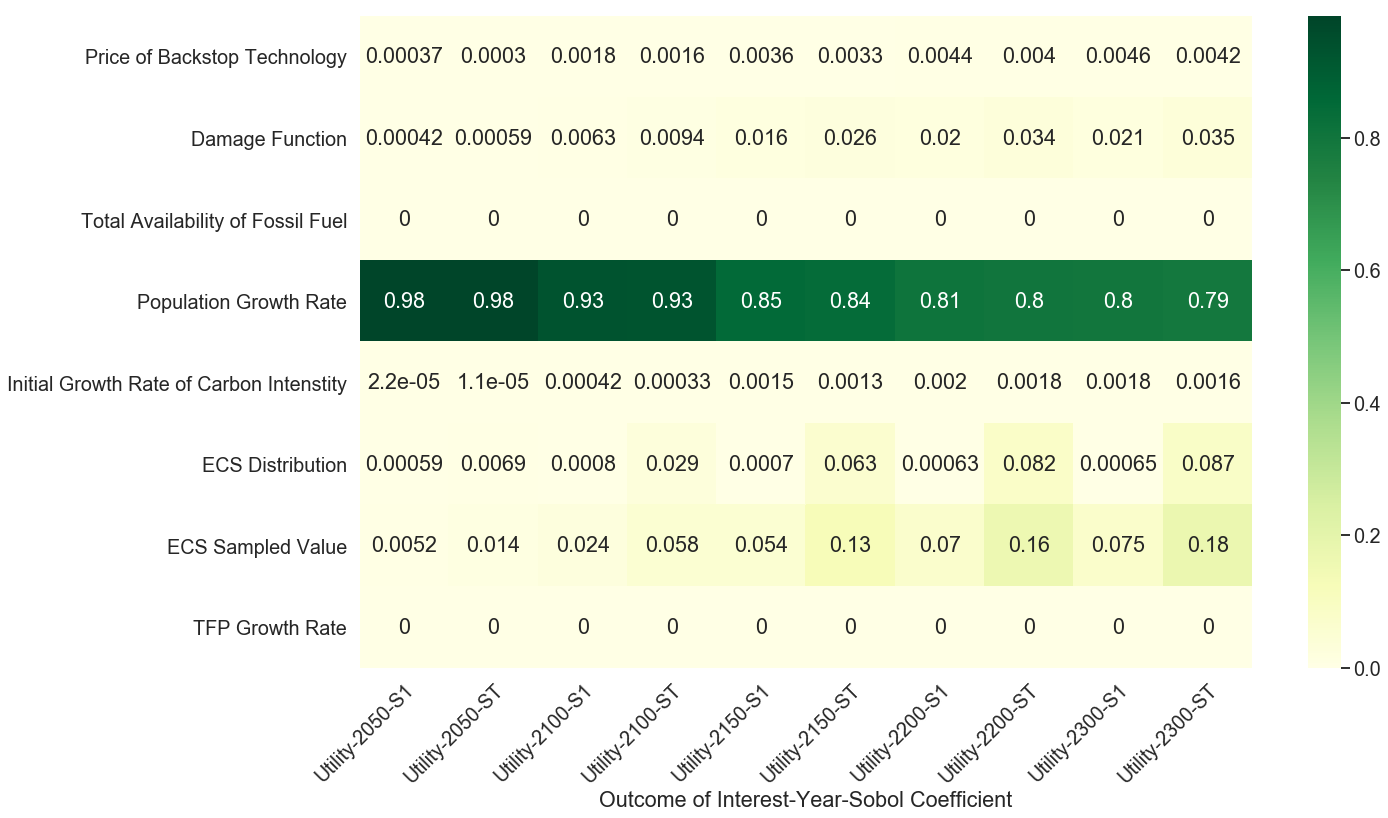 Price of Backstop Technology 0.00037 0.0003 0.0018 0.0016 0.0036 0.0033 0.0044 0.004 0.0046 0.0042
Damage Function 0.00042 0.00059 0.0063 0.0094 0.016 0.026 0.02 0.034 0.021 0.035
0.8
Total Availability of Fossil Fuel 0 0 0 0 0 0 0 0 0 0
0.6
Population Growth Rate 0.98 0.98 0.93 0.93 0.85 0.84 0.81 0.8 0.8 0.79
Initial Growth Rate of Carbon Intenstity 2.2e-05 1.1e-05 0.00042 0.00033 0.0015 0.0013 0.002 0.0018 0.0018 0.0016
0.4
ECS Distribution 0.00059 0.0069 0.0008 0.029 0.0007 0.063 0.00063 0.082 0.00065 0.087
0.2
ECS Sampled Value 0.0052 0.014 0.024 0.058 0.054 0.13 0.07 0.16 0.075 0.18
TFP Growth Rate 0 0 0 0 0 0 0 0 0 0
0.0
Utility-2050-S1 Utility-2050-ST Utility-2100-S1 Utility-2100-ST Utility-2150-S1 Utility-2150-ST Utility-2200-S1 Utility-2200-ST Utility-2300-S1 Utility-2300-ST
Outcome of Interest-Year-Sobol Coefficient